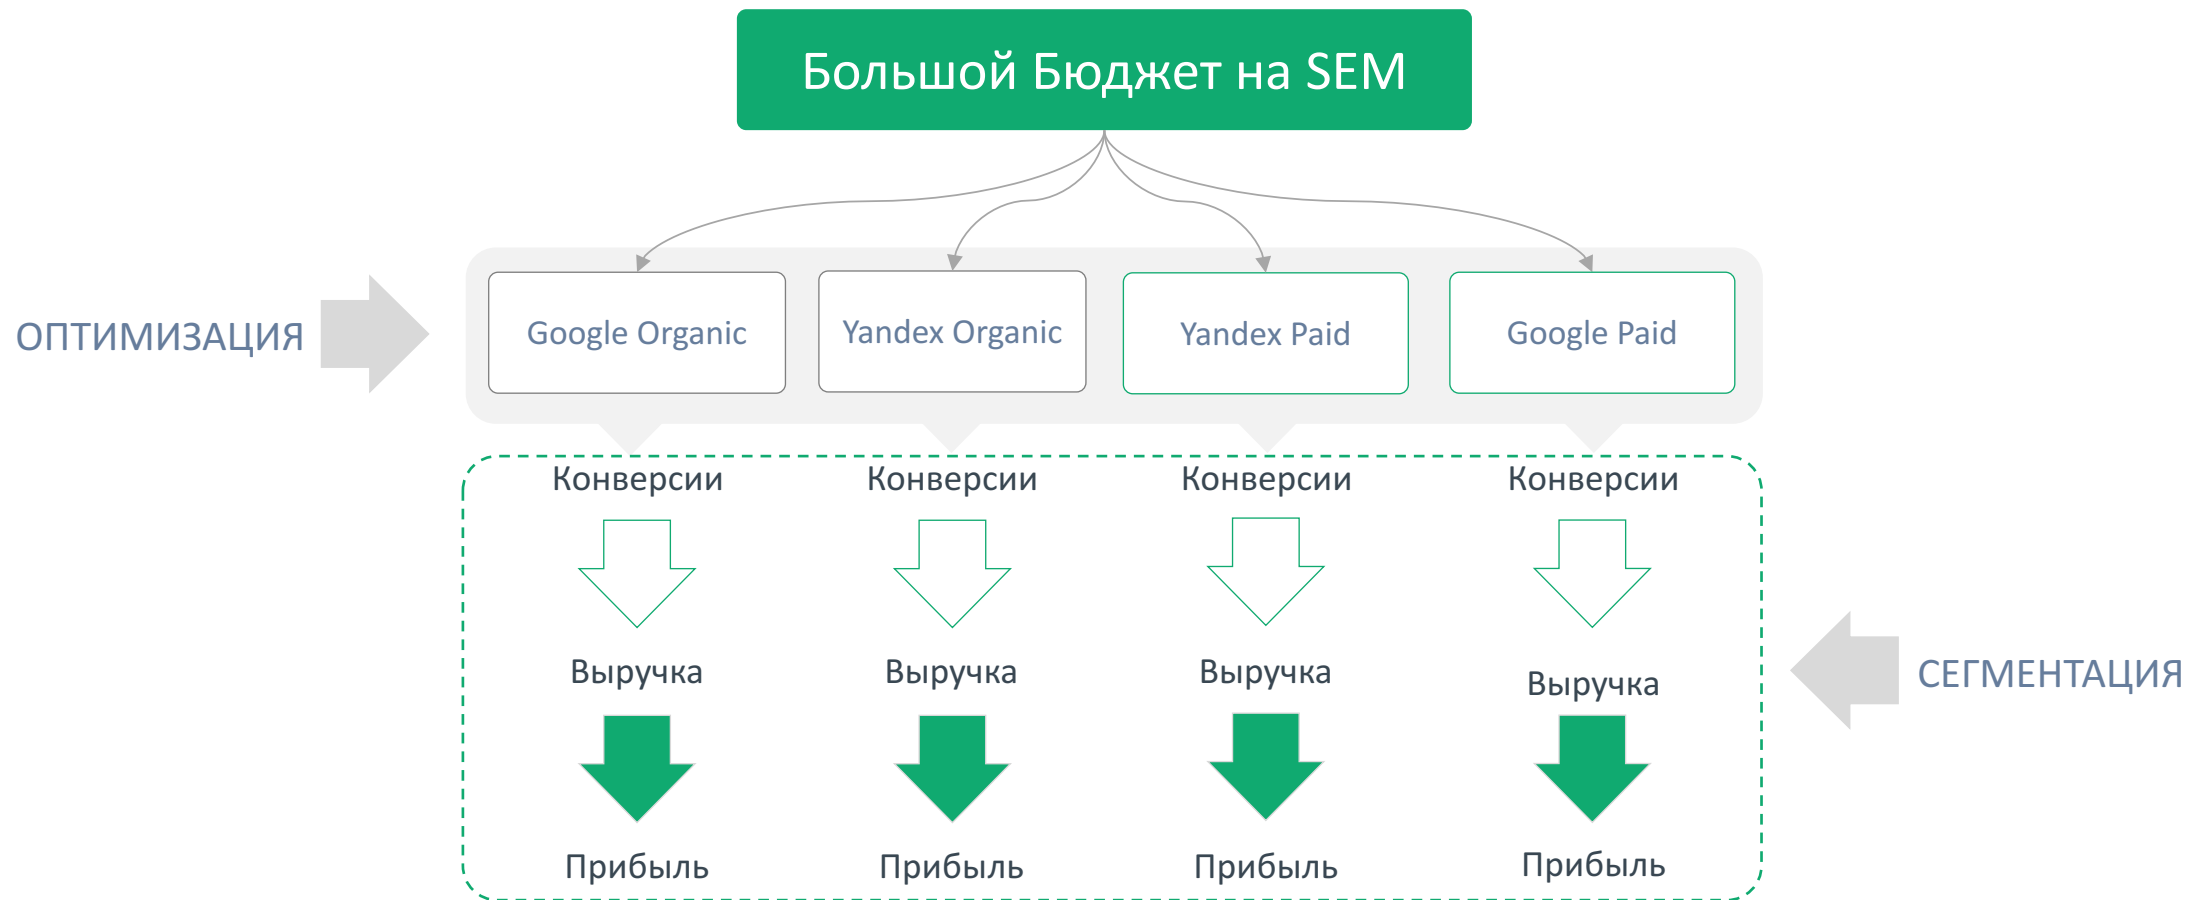 Большой Бюджет на SEM
ОПТИМИЗАЦИЯ
Google Organic
Yandex Organic
Yandex Paid
Google Paid
Конверсии
Конверсии
Конверсии
Конверсии
Выручка
Выручка
Выручка
Выручка
СЕГМЕНТАЦИЯ
Прибыль
Прибыль
Прибыль
Прибыль